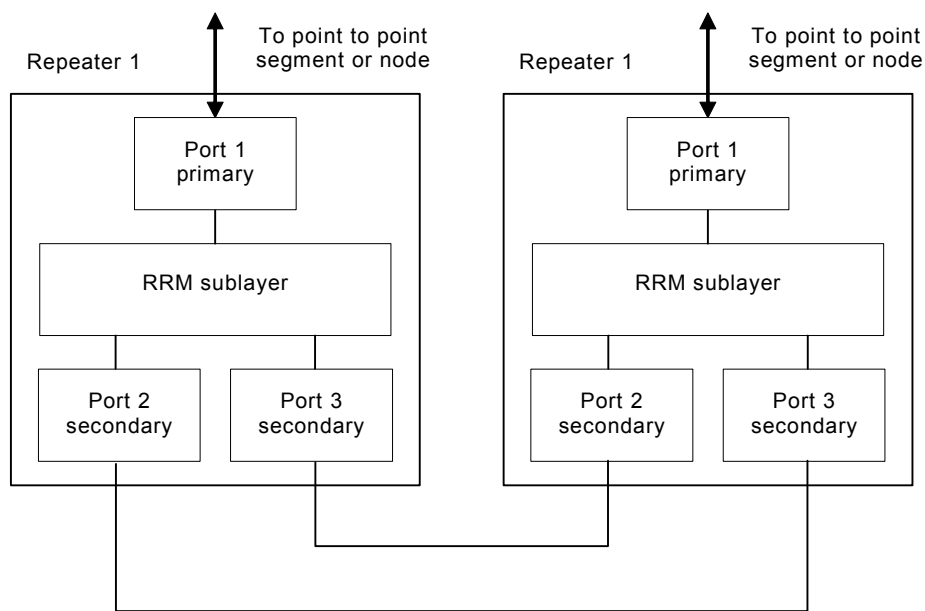 Repeater 1
To point to point
segment or node
Port 1
primary
RRM sublayer
Port 2
secondary
Port 3
secondary
Repeater 1
To point to point
segment or node
Port 1
primary
RRM sublayer
Port 2
secondary
Port 3
secondary